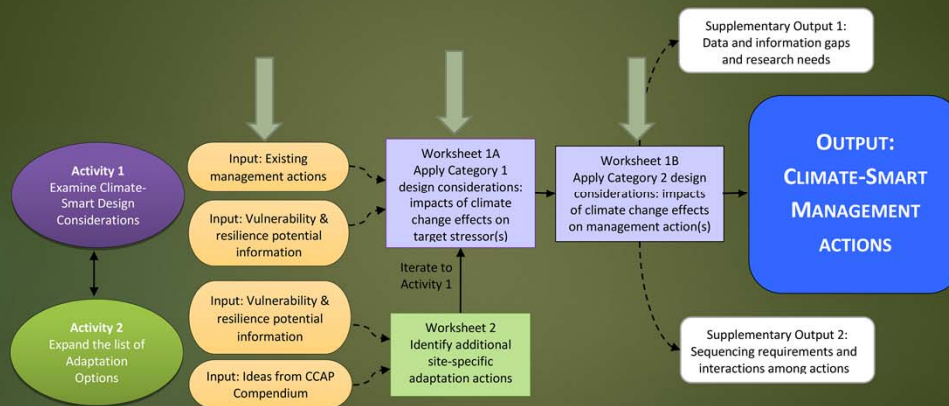 Supplementary Output 1:
Data and information gaps
and research needs
Activity 1
Examine Climate-
Smart Design
Considerations
Input: Existing
management actions
Input: Vulnerability &
resilience potential
information
Worksheet 1A
Apply Category 1
design considerations:
impacts of climate
change effects on
target stressor(s)
Worksheet 1B
Apply Category 2 design
considerations: impacts
of climate change effects
on management action(s)
OUTPUT:
CLIMATE-SMART
MANAGEMENT
ACTIONS
Iterate to
Activity 1
Activity 2
Expand the list of
Adaptation
Options
Input: Vulnerability &
resilience potential
information
Input: Ideas from CCAP
Compendium
Worksheet 2
Identify additional
site-specific
adaptation actions
Supplementary Output 2:
Sequencing requirements and
interactions among actions